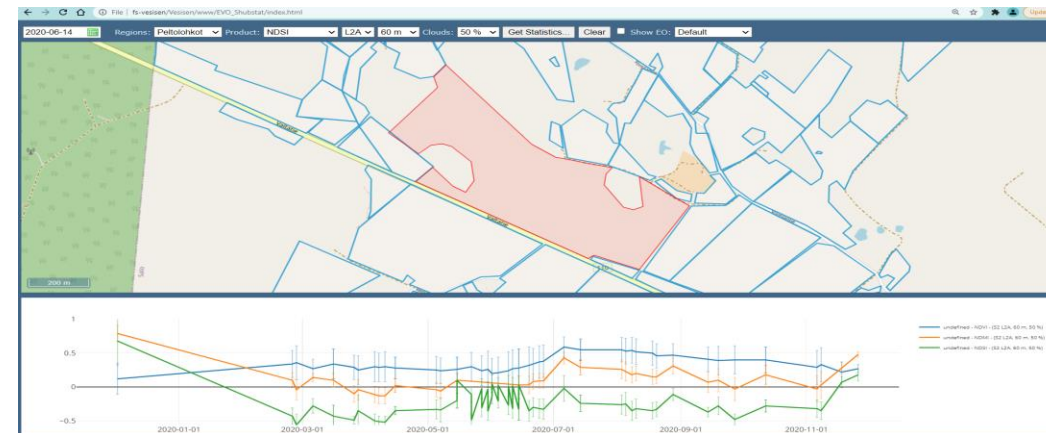 File | fs-vesisen/Vesisen/www/EVO_Shubstat/index.html
2020-06-14 Regions: Peltolohkot Product: NDSI L2A 60 m Clouds: 50 % Get Statistics... Clear Show EO: Default
200 m
1
undefined - NDVI - (S2 L2A, 60 m, 50 %)
undefined - NDMI - (S2 L2A, 60 m, 50 %)
0.5
undefined - NDSI - (S2 L2A, 60 m, 50 %)
0
−0.5
2020-01-01 2020-03-01 2020-05-01 2020-07-01 2020-09-01 2020-11-01